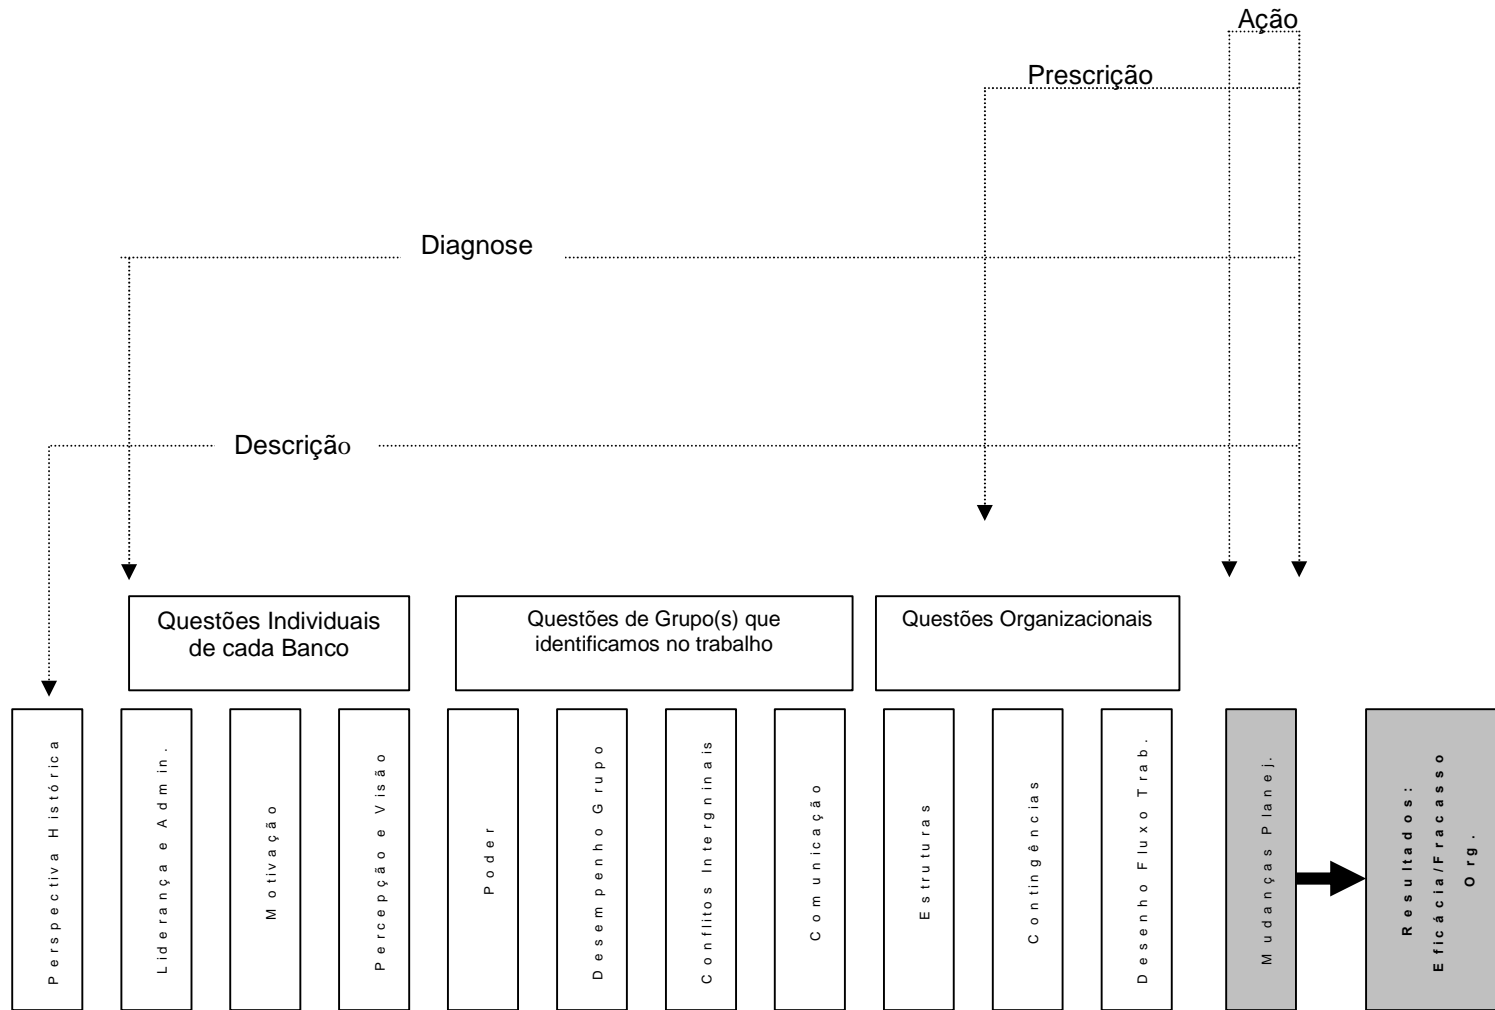 Ação
Prescrição
Diagnose
Descrição
Questões Individuais
de cada Banco
Questões de Grupo(s) que
identificamos no trabalho
Questões Organizacionais
Perspectiva Histórica
Liderança e Admin.
Motivação
Percepção e Visão
Poder
Desempenho Grupo
Conflitos Intergninais
Comunicação
Estruturas
Contingências
Desenho Fluxo Trab.
Mudanças Planej.
Resultados:
Eficácia/Fracasso
Org.